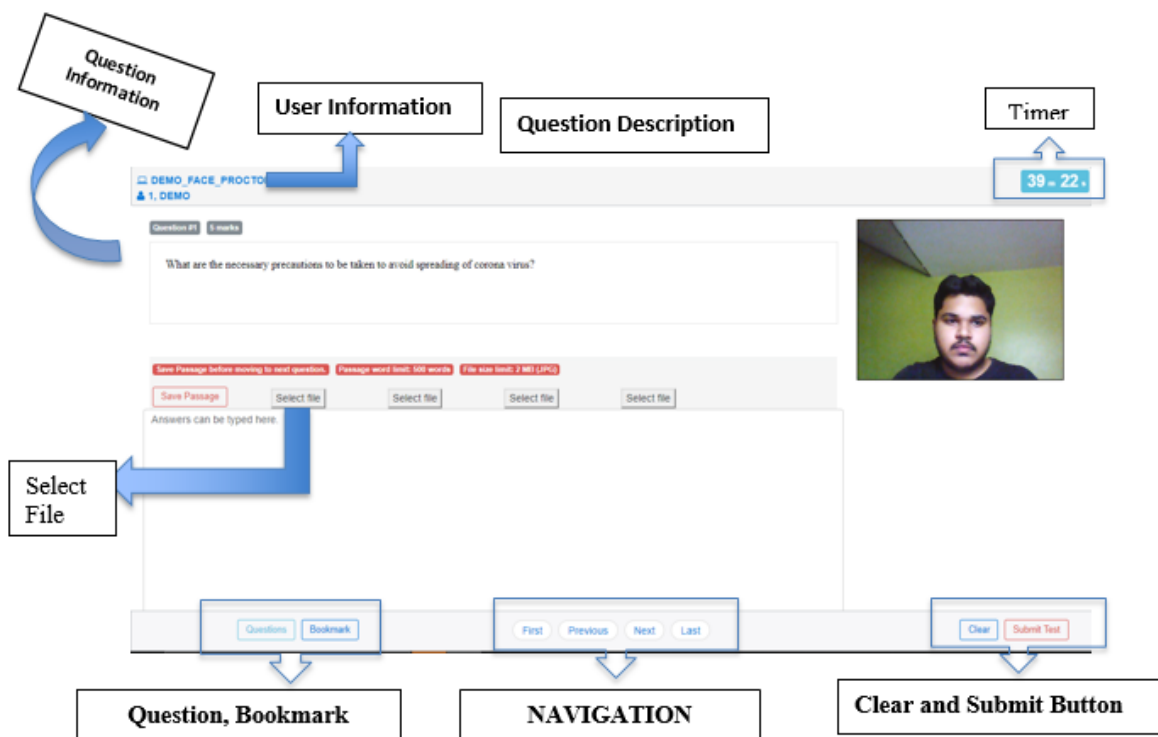 Question
Information
User Information
Question Description
Timer
DEMO_FACE_PROCTO
1, DEMO
39 m 22 s
Question #1 5 marks
What are the necessary precautions to be taken to avoid spreading of corona virus?
Save Passage before moving to next question. Passage word limit: 500 words File size limit: 2 MB (JPG)
Save Passage Select file Select file Select file Select file
Answers can be typed here.
Select
File
Questions Bookmark
First Previous Next Last
Clear Submit Test
Question, Bookmark
NAVIGATION
Clear and Submit Button